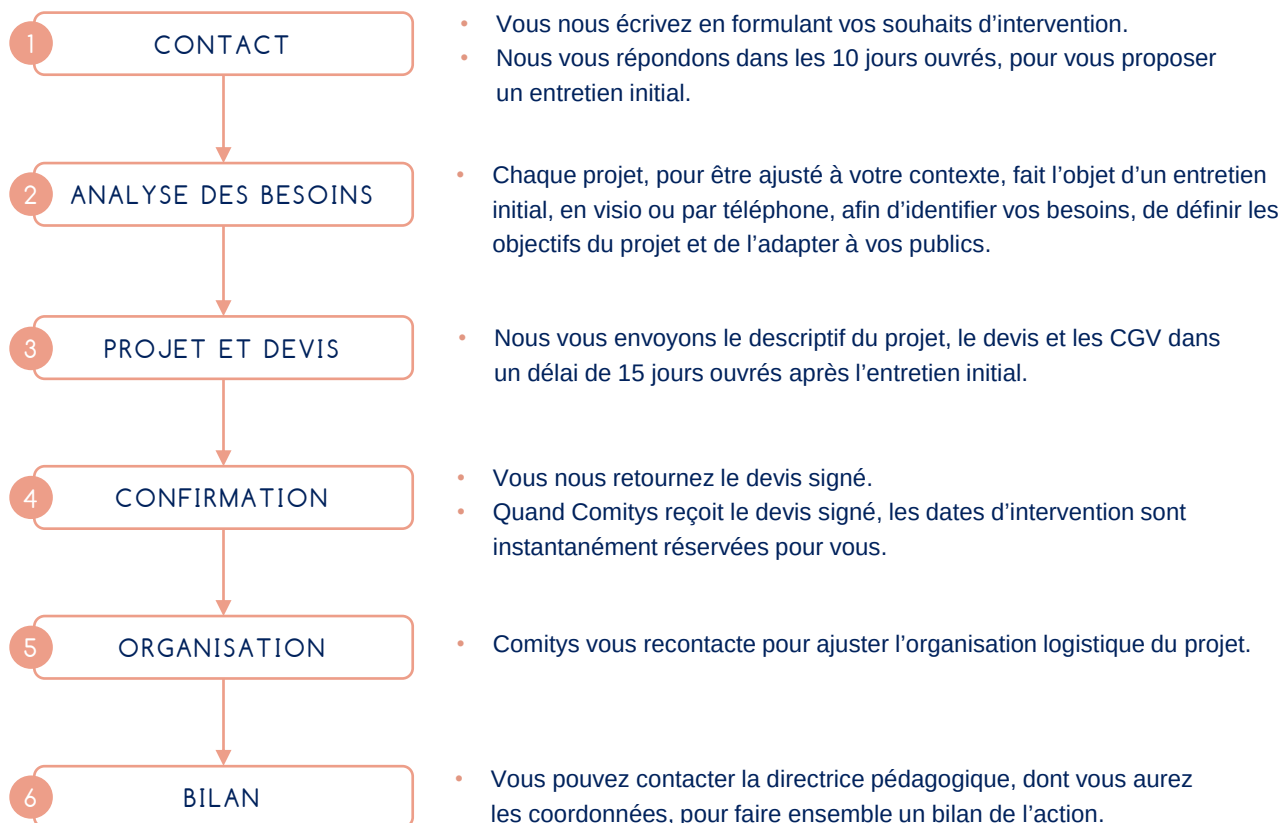 1
CONTACT
• Vous nous écrivez en formulant vos souhaits d’intervention.
• Nous vous répondons dans les 10 jours ouvrés, pour vous proposer
un entretien initial.
2
ANALYSE DES BESOINS
• Chaque projet, pour être ajusté à votre contexte, fait l’objet d’un entretien
initial, en visio ou par téléphone, afin d’identifier vos besoins, de définir les
objectifs du projet et de l’adapter à vos publics.
3
PROJET ET DEVIS
• Nous vous envoyons le descriptif du projet, le devis et les CGV dans
un délai de 15 jours ouvrés après l’entretien initial.
4
CONFIRMATION
• Vous nous retournez le devis signé.
• Quand Comitys reçoit le devis signé, les dates d’intervention sont
instantanément réservées pour vous.
5
ORGANISATION
• Comitys vous recontacte pour ajuster l’organisation logistique du projet.
6
BILAN
• Vous pouvez contacter la directrice pédagogique, dont vous aurez
les coordonnées, pour faire ensemble un bilan de l’action.